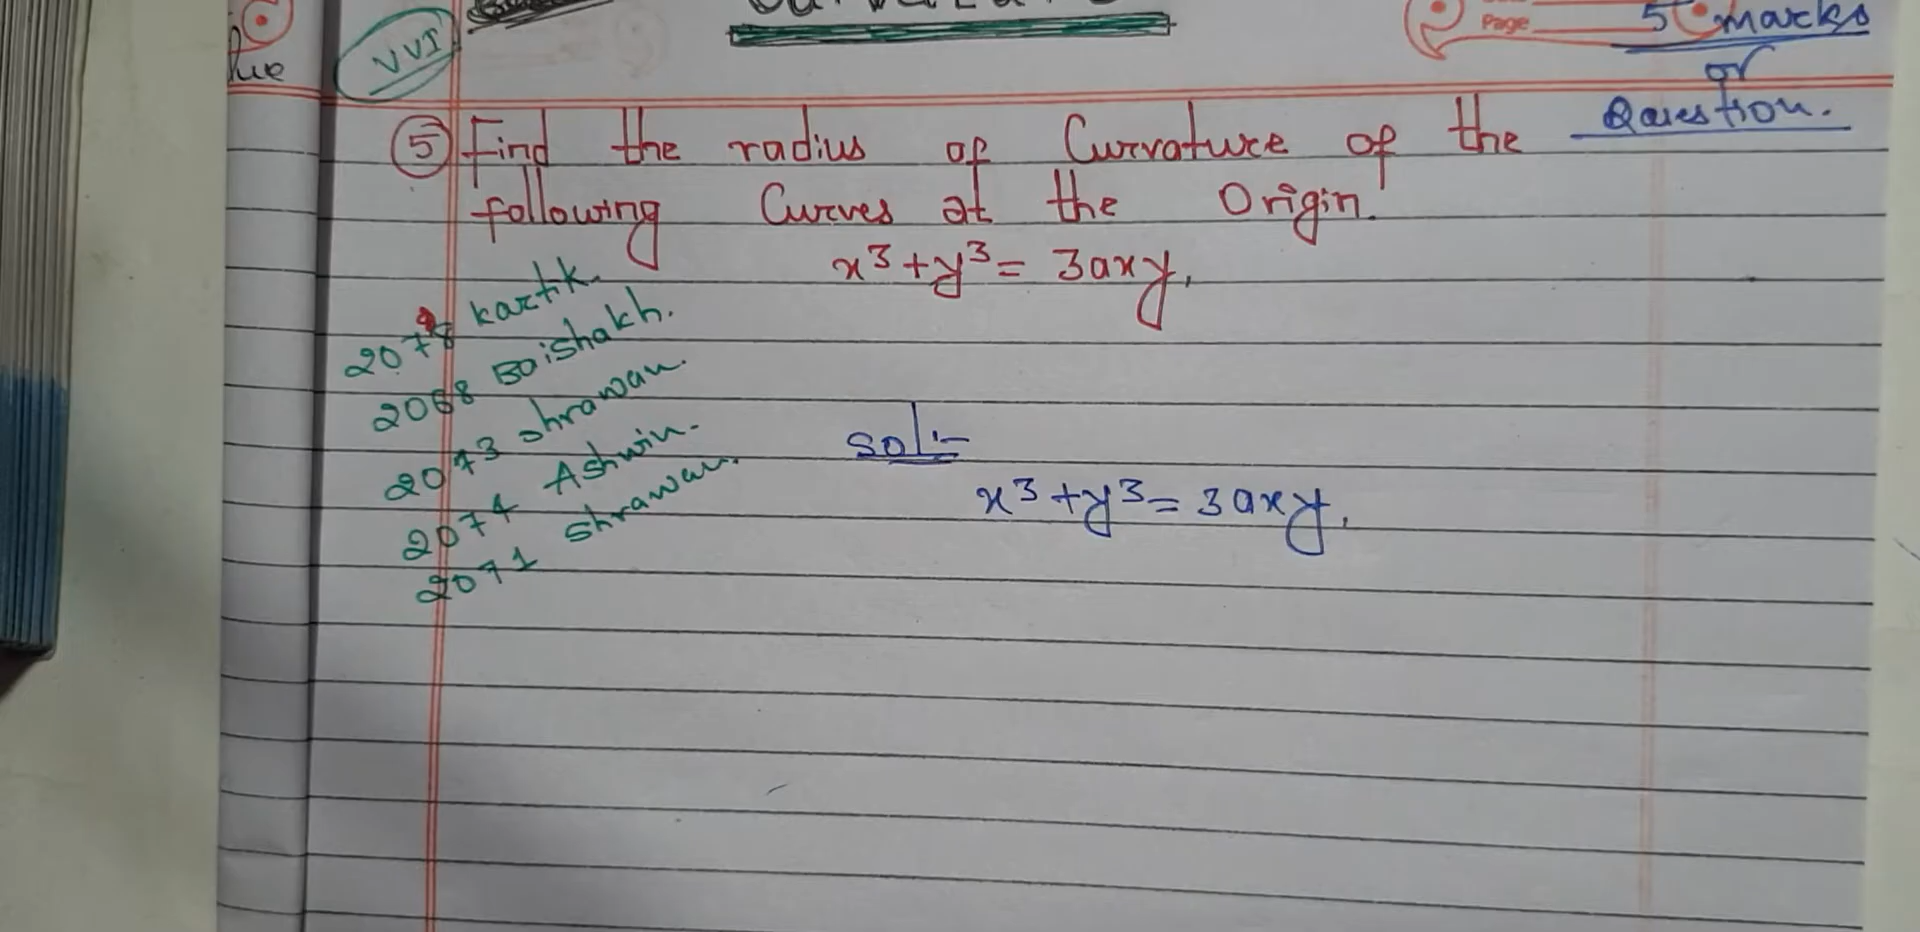 Page
5 marks
or
Question.
VVI
⑤ Find the radius of Curvature of the
following Curves at the Origin.
x³+y³= 3axy,
kartik.
2068 Baishakh.
2073 shrawan.
2074 Ashwin.
2071 shrawan.
Sol:-
x³+y³= 3axy,